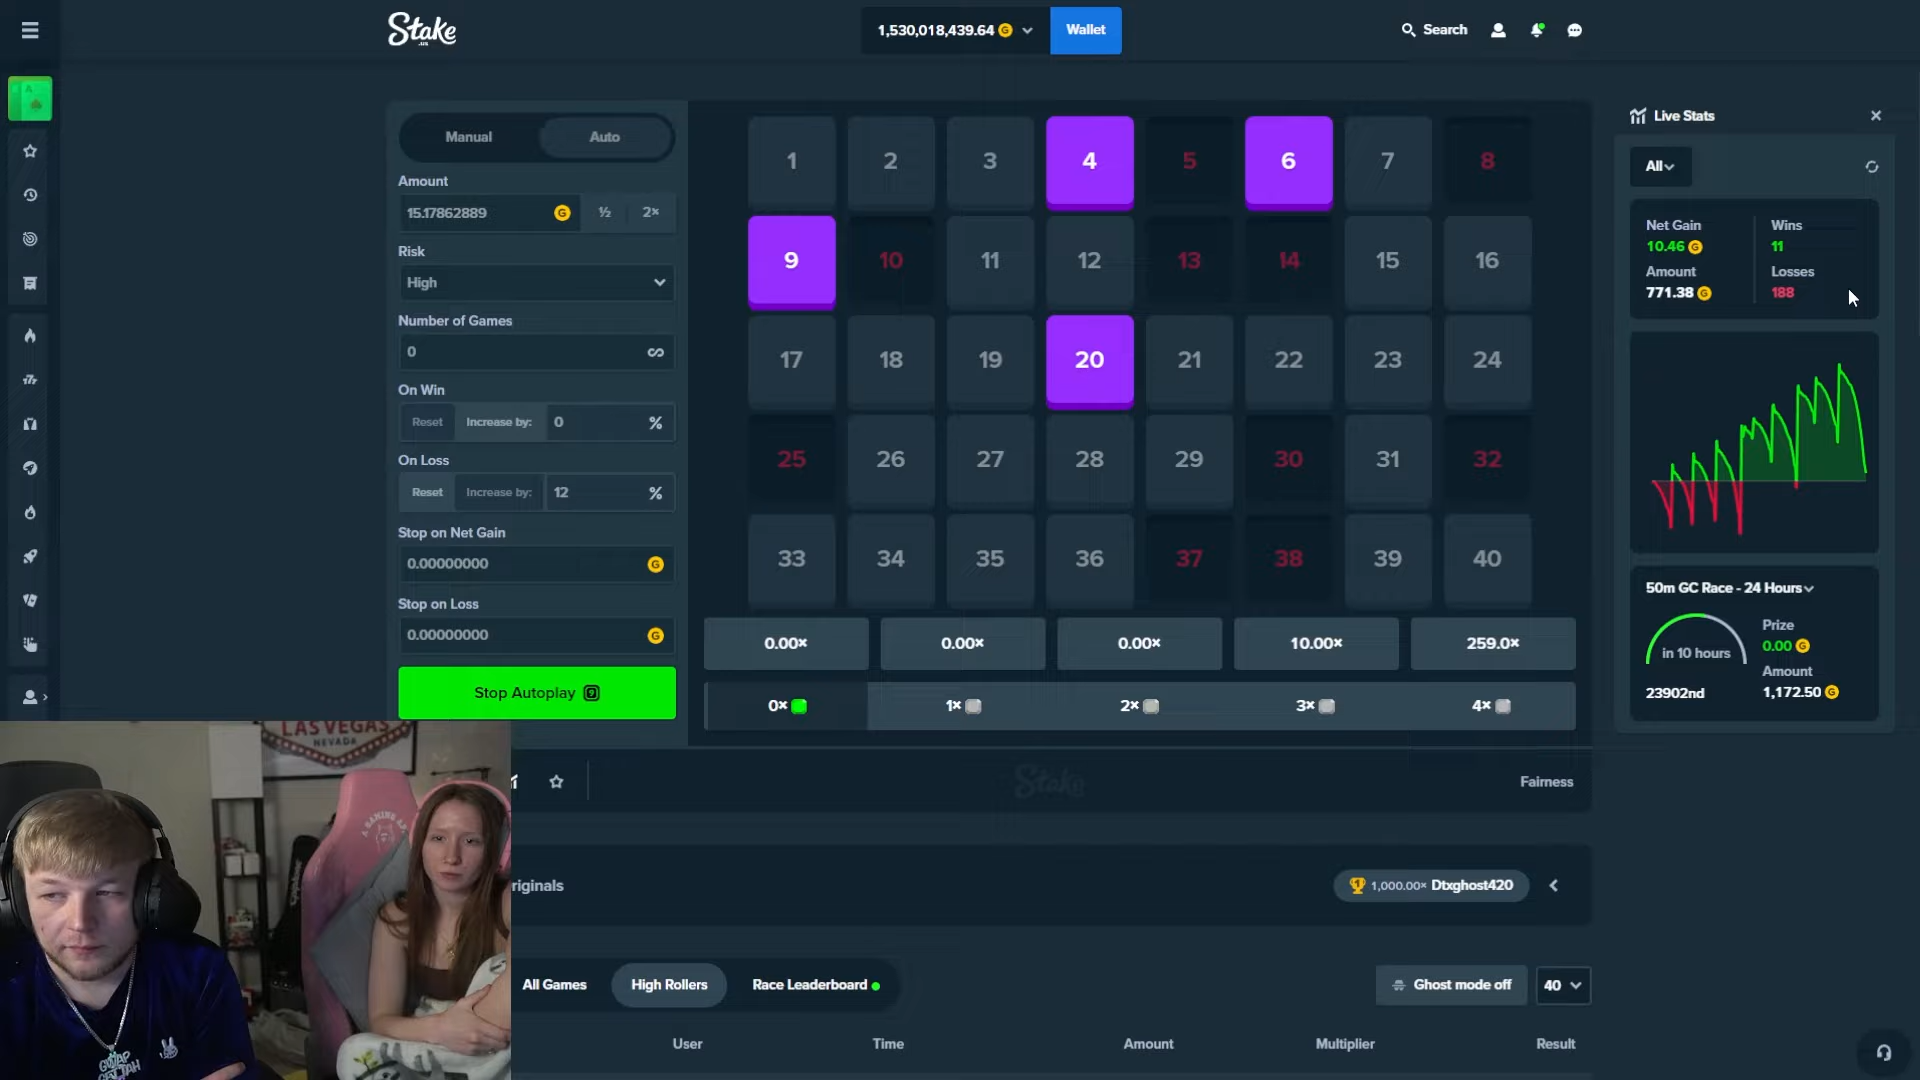 Stake
.us
1,530,018,439.64
Wallet
Search
Manual
Auto
Amount
15.17862889
½
2×
Risk
High
Number of Games
0
∞
On Win
Reset
Increase by:
0
%
On Loss
Reset
Increase by:
12
%
Stop on Net Gain
0.00000000
Stop on Loss
0.00000000
Stop Autoplay
1 2 3 4 5 6 7 8
9 10 11 12 13 14 15 16
17 18 19 20 21 22 23 24
25 26 27 28 29 30 31 32
33 34 35 36 37 38 39 40
0.00× 0.00× 0.00× 10.00× 259.0×
0× 1× 2× 3× 4×
Live Stats
All
Net Gain
10.46
Wins
11
Amount
771.38
Losses
188
50m GC Race - 24 Hours
in 10 hours
23902nd
Prize
0.00
Amount
1,172.50
Stake
Fairness
riginals
1,000.00× Dtxghost420
All Games
High Rollers
Race Leaderboard
Ghost mode off
40
User
Time
Amount
Multiplier
Result
LAS VEGAS
NEVADA